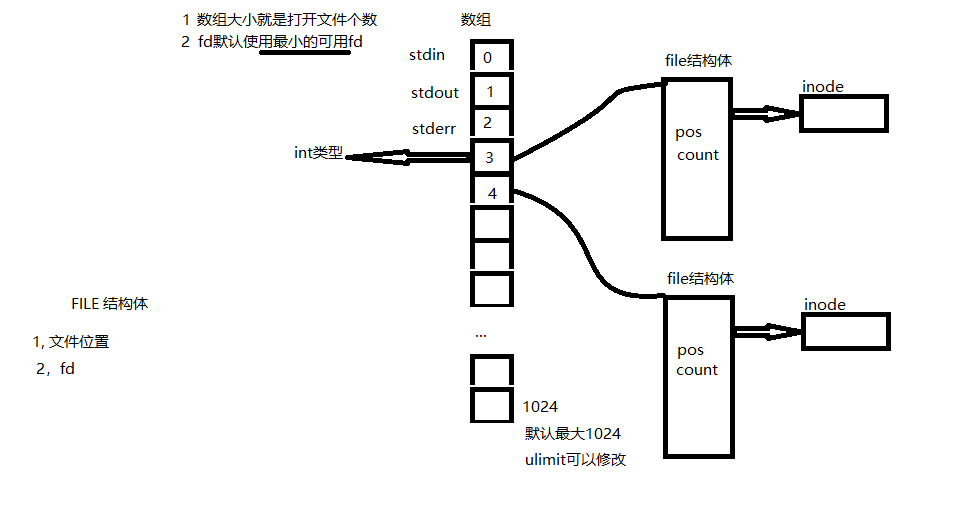 1 数组大小就是打开文件个数
2 fd默认使用最小的可用fd
数组
stdin
0
stdout
1
stderr
2
int类型
3
4
...
1024
默认最大1024
ulimit可以修改
file结构体
pos
count
inode
file结构体
pos
count
inode
FILE 结构体
1, 文件位置
2，fd